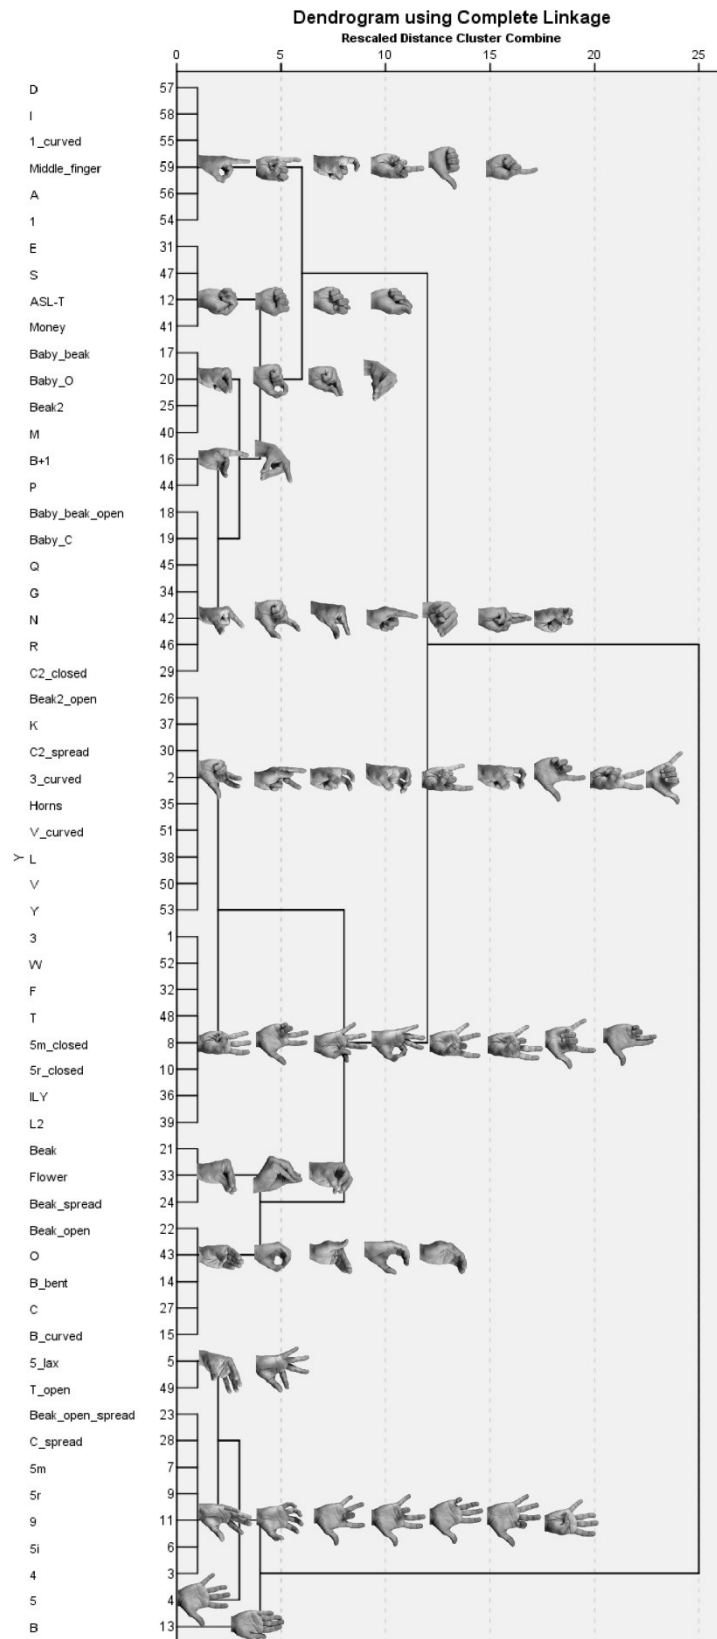 Dendrogram using Complete Linkage
Rescaled Distance Cluster Combine
0 5 10 15 20 25
D 57
I 58
1_curved 55
Middle_finger 59
A 56
1 54
E 31
S 47
ASL-T 12
Money 41
Baby_beak 17
Baby_O 20
Beak2 25
M 40
B+1 16
P 44
Baby_beak_open 18
Baby_C 19
Q 45
G 34
N 42
R 46
C2_closed 29
Beak2_open 26
K 37
C2_spread 30
3_curved 2
Horns 35
V_curved 51
Y
L 38
V 50
Y 53
3 1
W 52
F 32
T 48
5m_closed 8
5r_closed 10
ILY 36
L2 39
Beak 21
Flower 33
Beak_spread 24
Beak_open 22
O 43
B_bent 14
C 27
B_curved 15
5_lax 5
T_open 49
Beak_open_spread 23
C_spread 28
5m 7
5r 9
9 11
5i 6
4 3
5 4
B 13